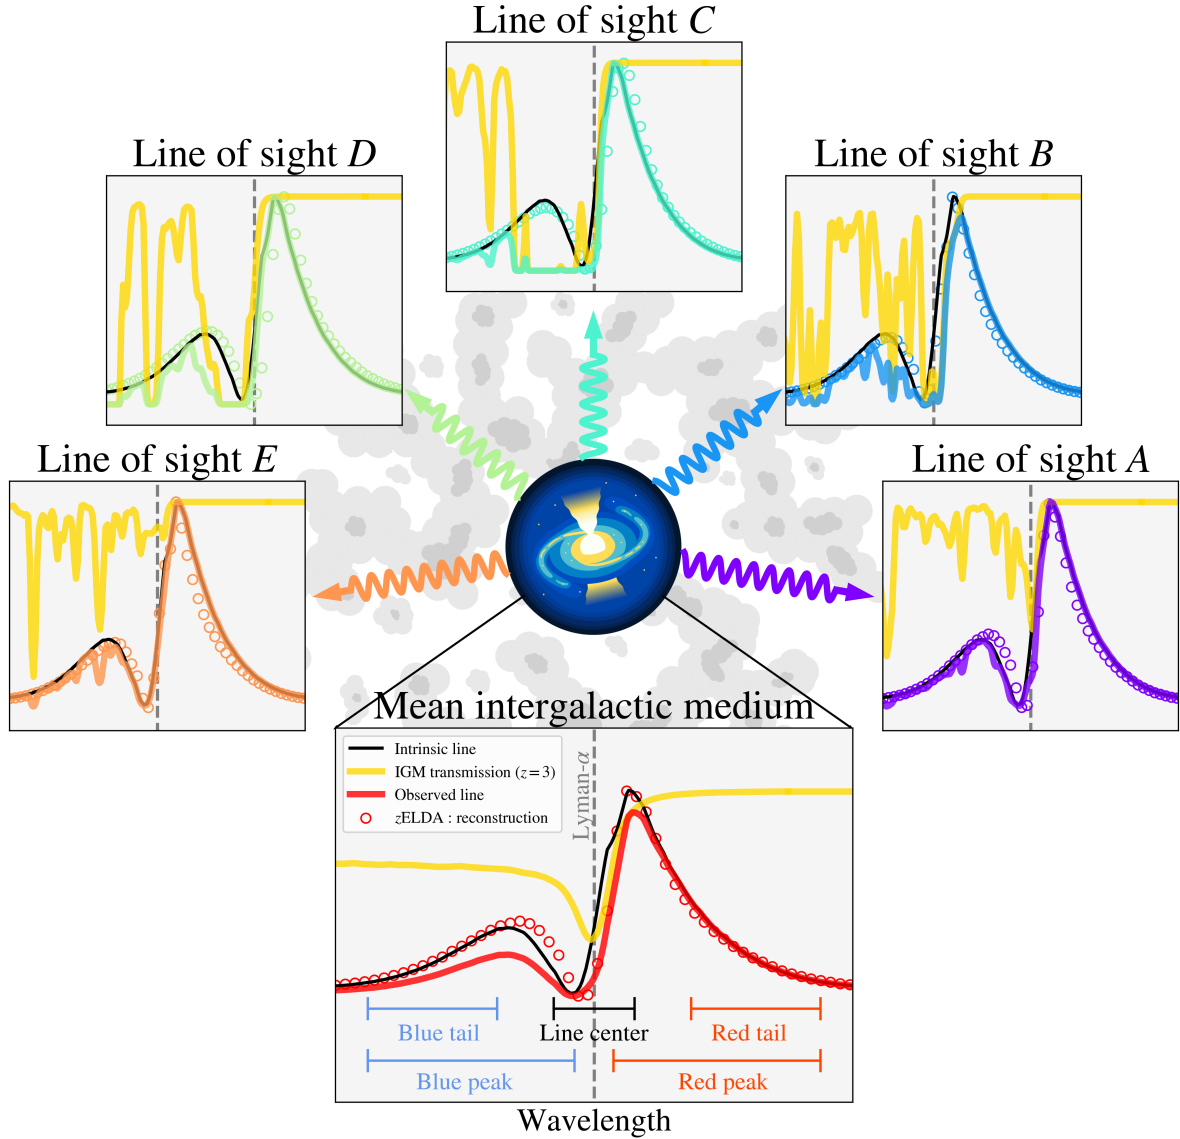 Line of sight C
Line of sight D
Line of sight B
Line of sight E
Line of sight A
Mean intergalactic medium
Intrinsic line
IGM transmission (z=3)
Observed line
zELDA : reconstruction
Lyman-α
Blue tail
Line center
Red tail
Blue peak
Red peak
Wavelength